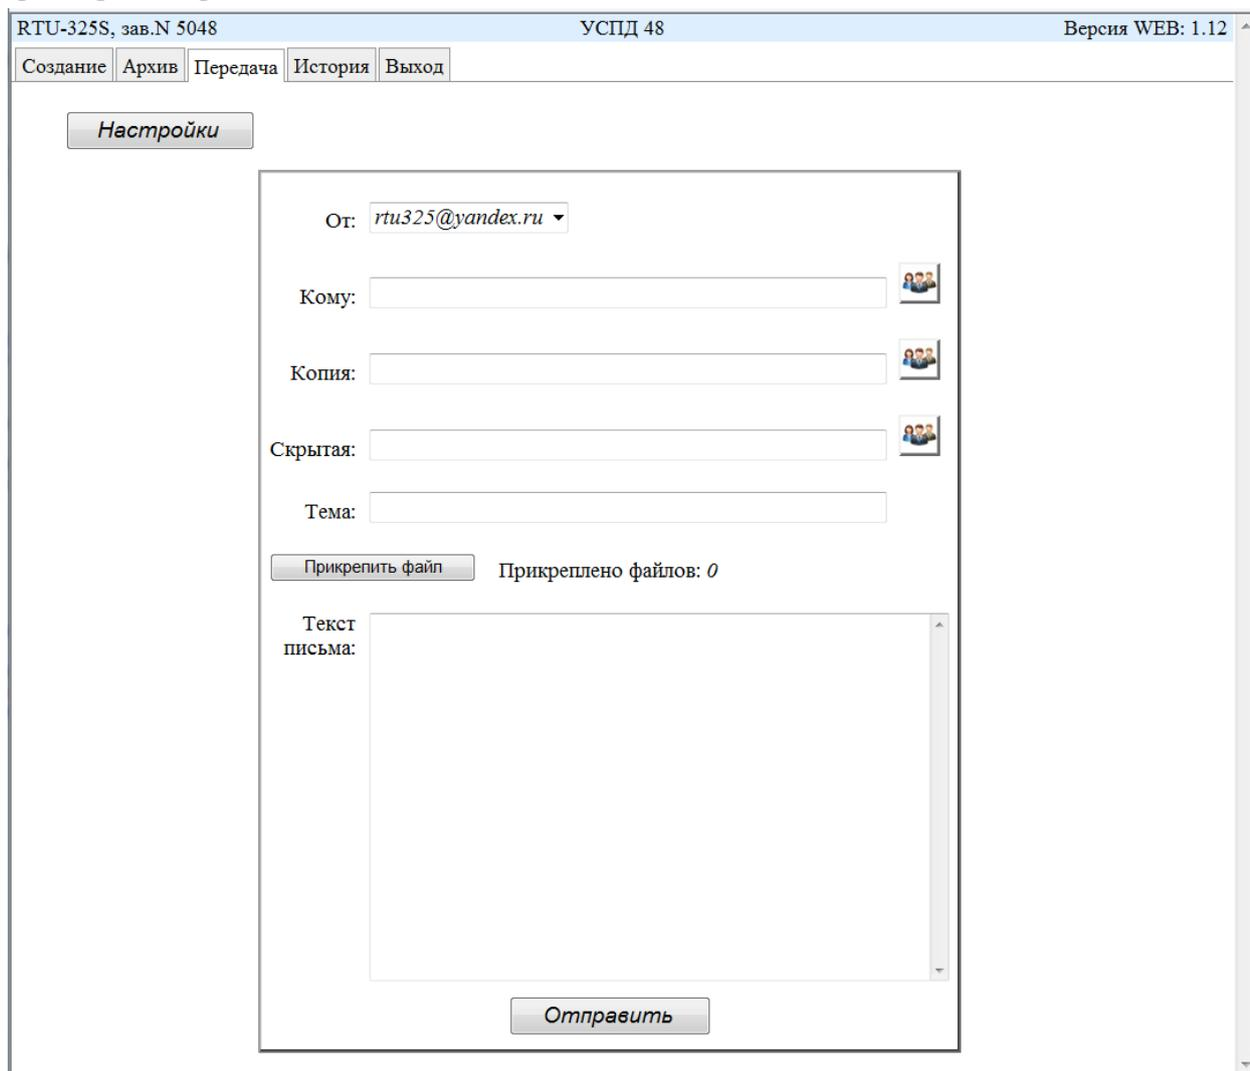 RTU-325S, зав.N 5048 УСПД 48 Версия WEB: 1.12
Создание Архив Передача История Выход
Настройки
От: rtu325@yandex.ru
Кому:
Копия:
Скрытая:
Тема:
Прикрепить файл Прикреплено файлов: 0
Текст
письма:
Отправить